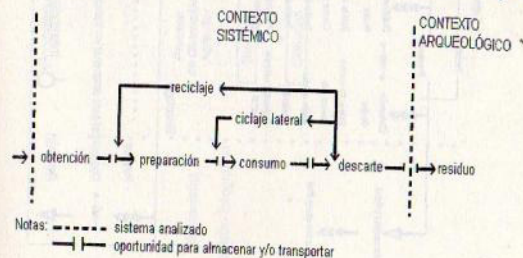 CONTEXTO
SISTÉMICO
CONTEXTO
ARQUEOLÓGICO
reciclaje
ciclaje lateral
obtención preparación consumo descarte residuo
Notas: sistema analizado
oportunidad para almacenar y/o transportar